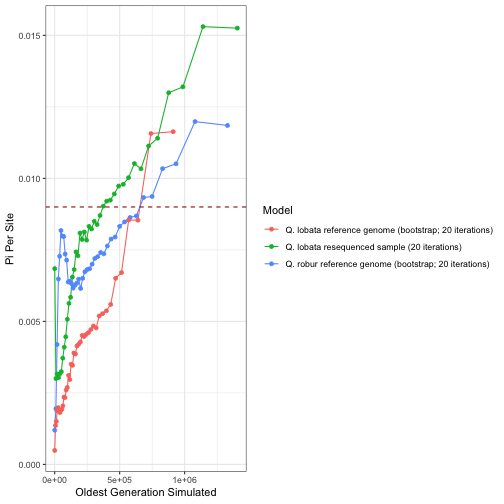 0.015
0.010
0.005
0.000
Pi Per Site
0e+00 5e+05 1e+06
Oldest Generation Simulated
Model
Q. lobata reference genome (bootstrap; 20 iterations)
Q. lobata resequenced sample (20 iterations)
Q. robur reference genome (bootstrap; 20 iterations)